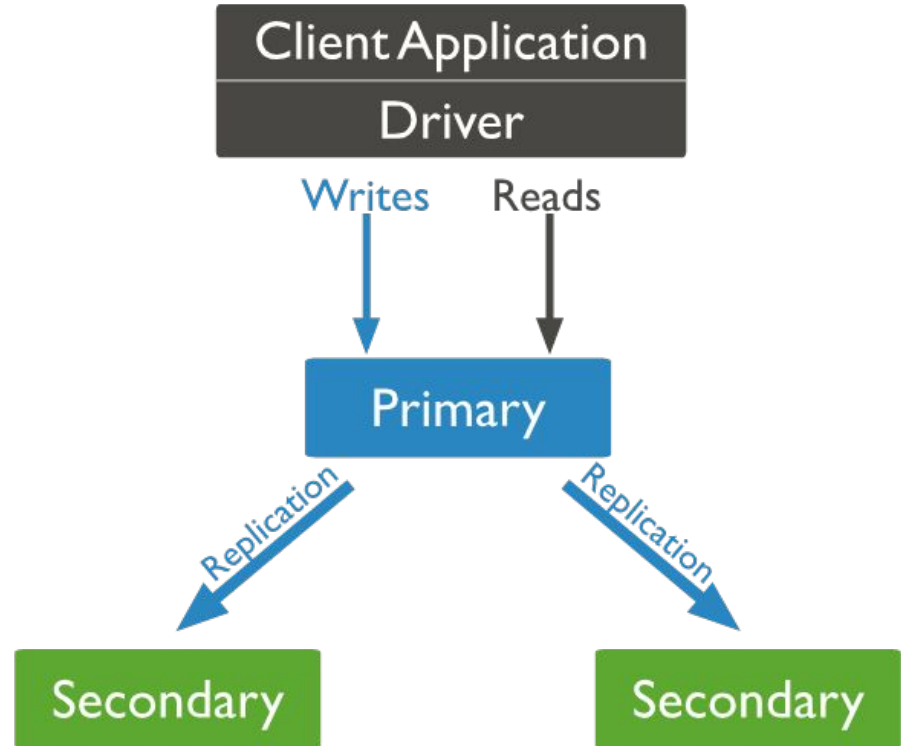 Client Application
Driver
Writes Reads
Primary
Replication Replication
Secondary Secondary